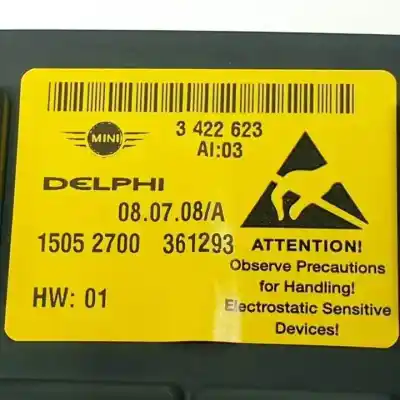 MINI
3 422 623
AI:03
DELPHI
08.07.08/A
1505 2700 361293
HW: 01
ATTENTION!
Observe Precautions
for Handling!
Electrostatic Sensitive
Devices!